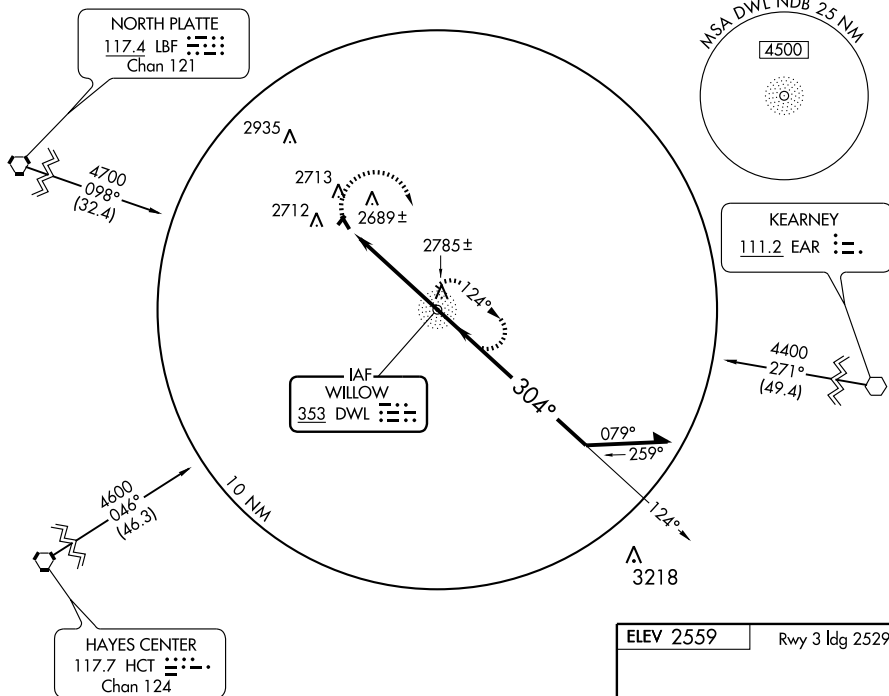 NORTH PLATTE
117.4 LBF
Chan 121
MSA DWL NDB 25 NM
4500
2935
2713
2712
2689±
4700
098°
(32.4)
2785±
124°
KEARNEY
111.2 EAR
IAF
WILLOW
353 DWL
304°
4400
271°
(49.4)
079°
259°
4600
046°
(46.3)
10 NM
124°
3218
HAYES CENTER
117.7 HCT
Chan 124
ELEV 2559
Rwy 3 ldg 2529